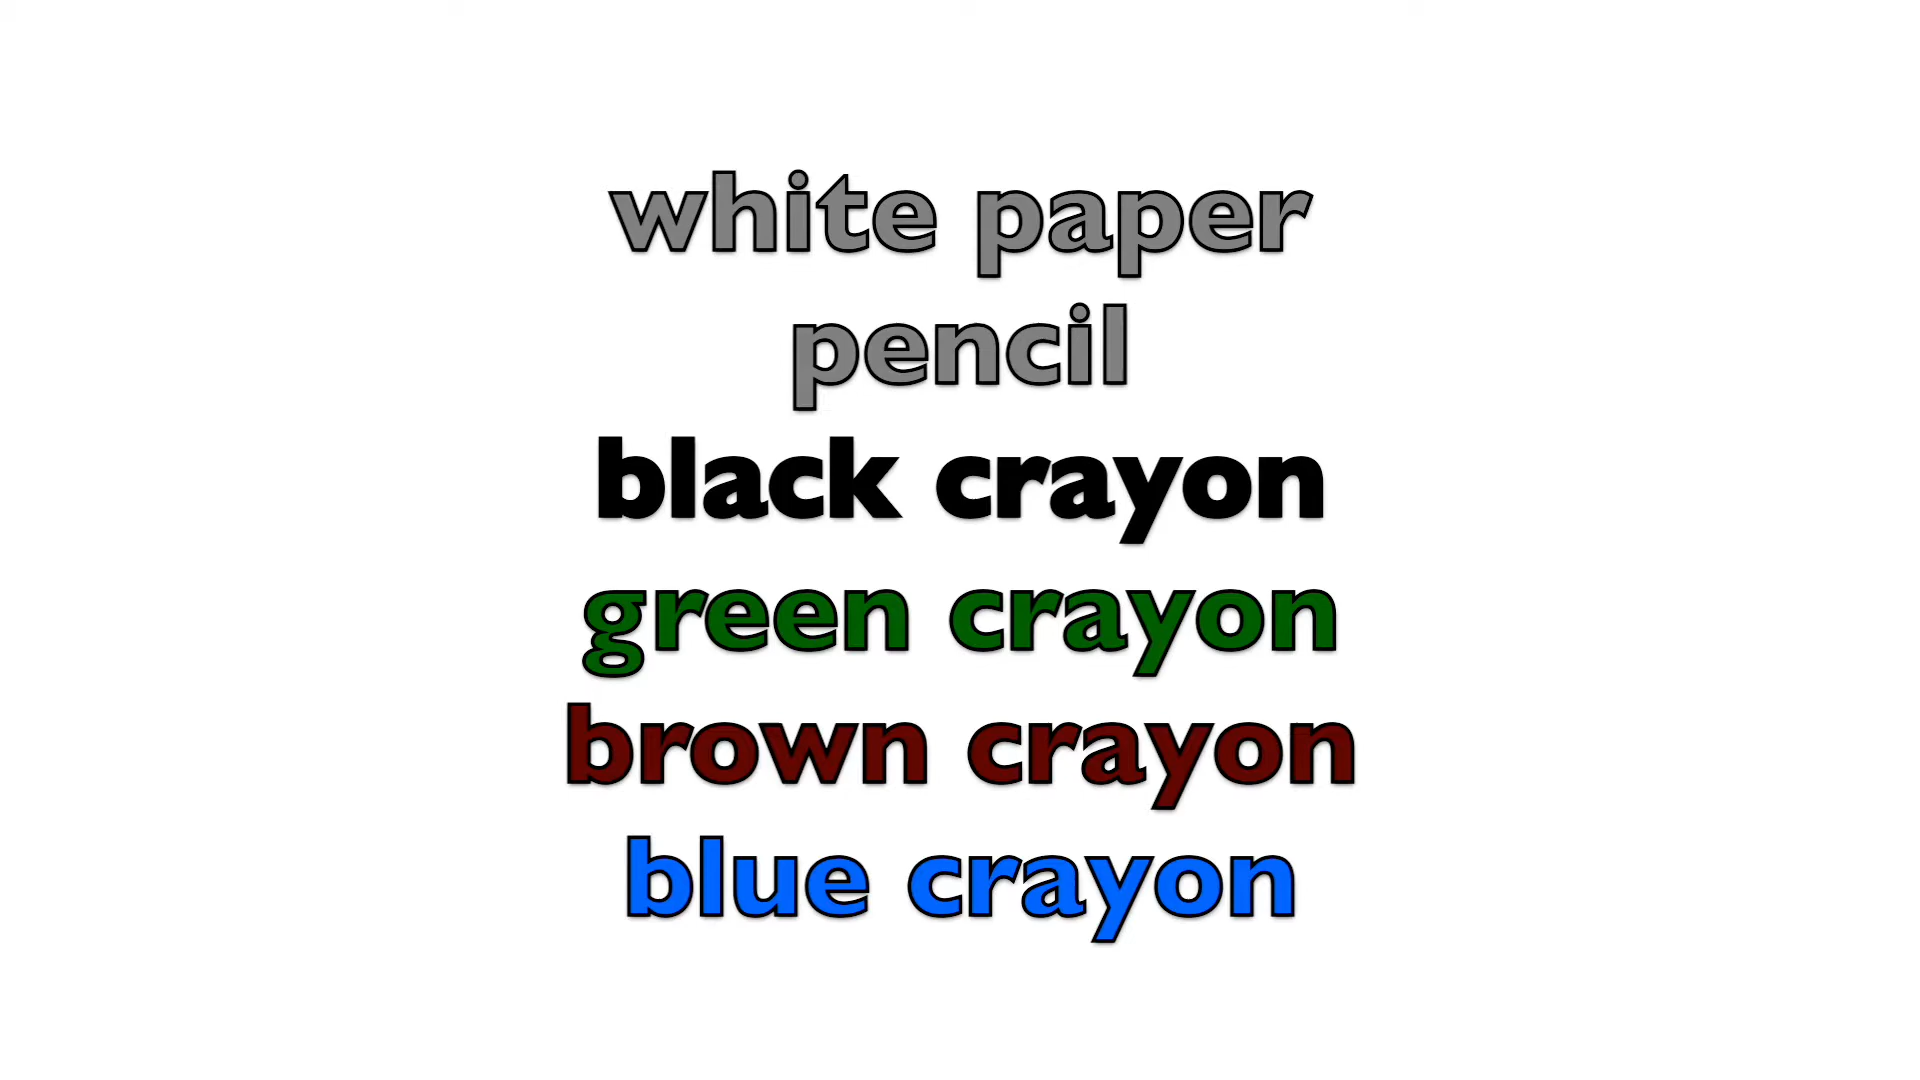 white paper
pencil
black crayon
green crayon
brown crayon
blue crayon